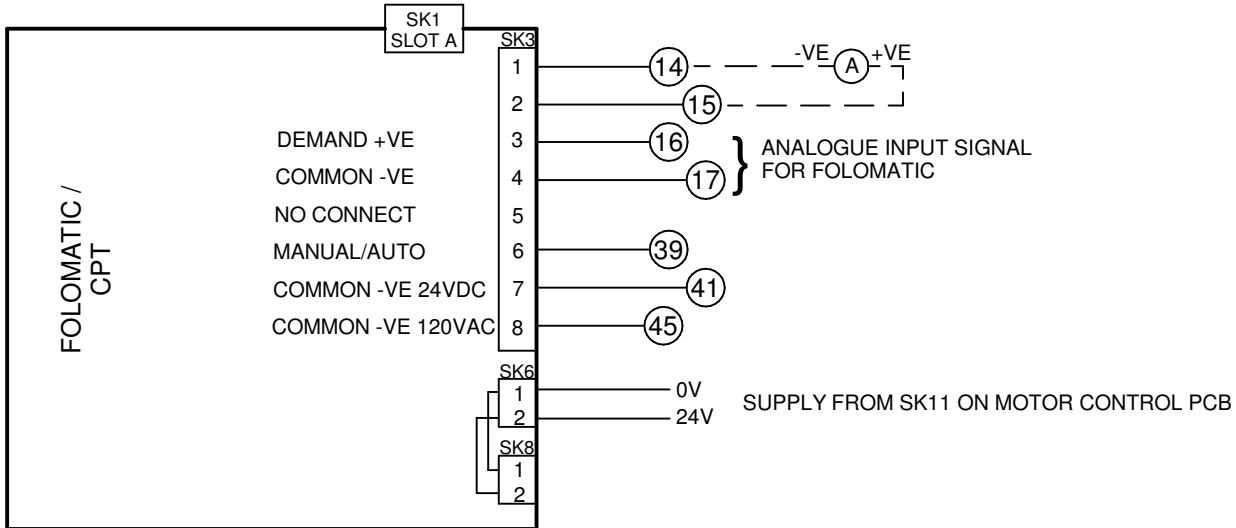 SK1
SLOT A
SK3
1
14
-VE
A
+VE
2
15
DEMAND +VE
3
16
COMMON -VE
4
17
}
ANALOGUE INPUT SIGNAL
FOR FOLOMATIC
NO CONNECT
5
MANUAL/AUTO
6
39
COMMON -VE 24VDC
7
41
COMMON -VE 120VAC
8
45
FOLOMATIC /
CPT
SK6
1
0V
2
24V
SUPPLY FROM SK11 ON MOTOR CONTROL PCB
SK8
1
2